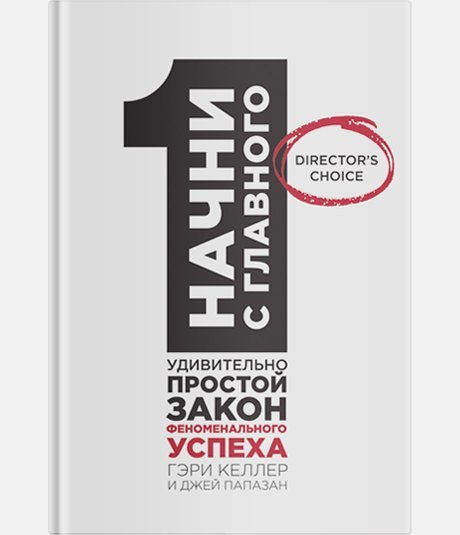 1
НАЧНИ
С ГЛАВНОГО
DIRECTOR'S
CHOICE
УДИВИТЕЛЬНО
ПРОСТОЙ
ЗАКОН
ФЕНОМЕНАЛЬНОГО
УСПЕХА
ГЭРИ КЕЛЛЕР
И ДЖЕЙ ПАПАЗАН